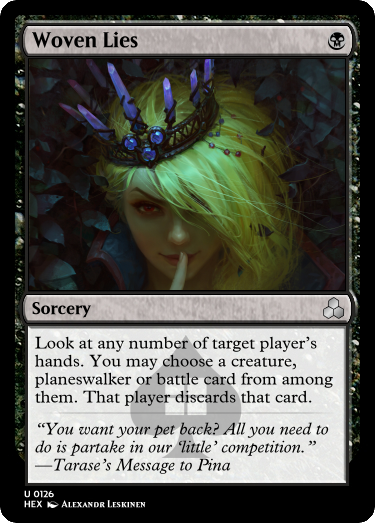 Woven Lies
Sorcery
Look at any number of target player's
hands. You may choose a creature,
planeswalker or battle card from among
them. That player discards that card.
“You want your pet back? All you need to
do is partake in our ‘little’ competition.”
—Tarase's Message to Pina
U 0126
HEX ALEXANDR LESKINEN